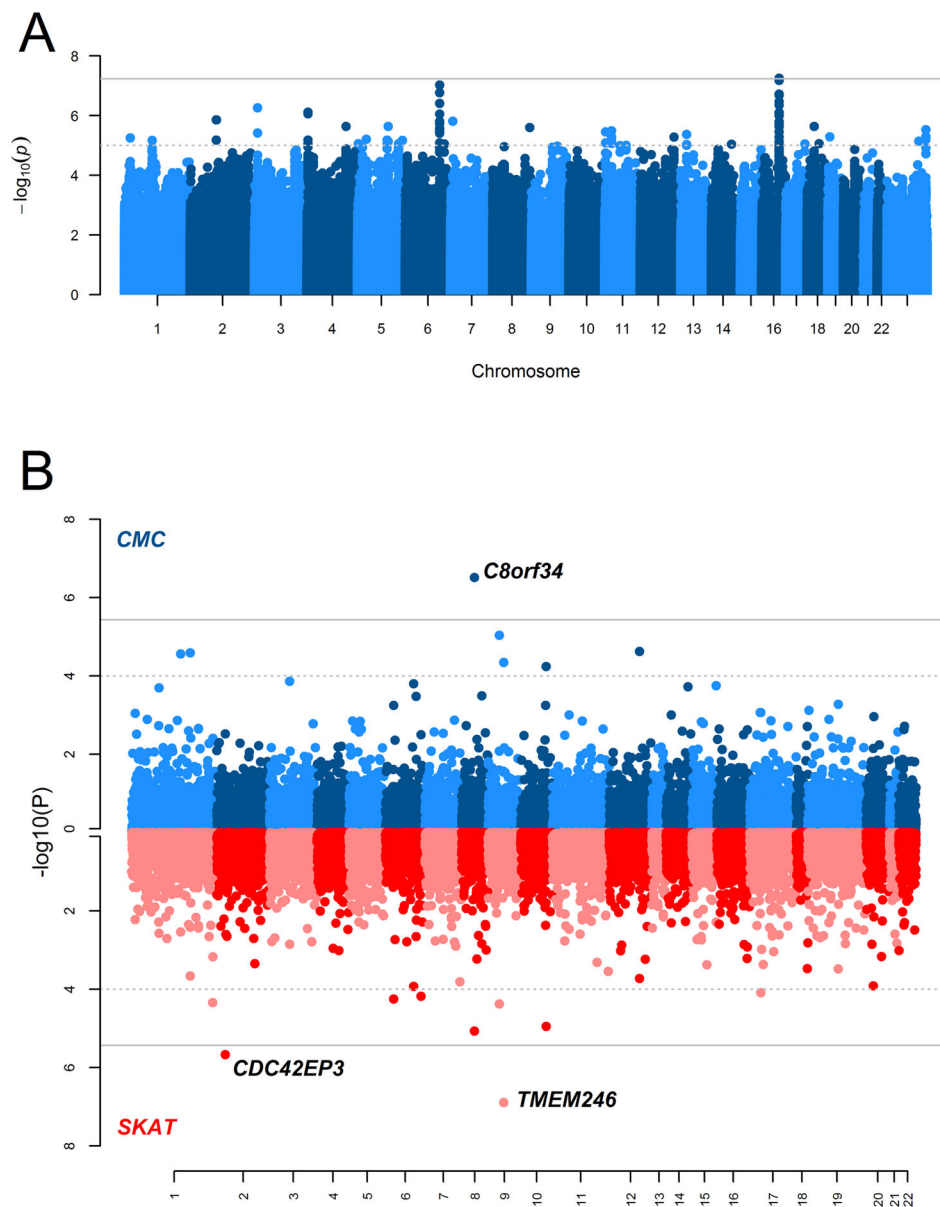 A
8
6
4
2
0
−log10(p)
1 2 3 4 5 6 7 8 9 10 11 12 13 14 16 18 20 22
Chromosome
B
8
6
4
2
0
2
4
6
8
-log10(P)
CMC
C8orf34
CDC42EP3
TMEM246
SKAT
1 2 3 4 5 6 7 8 9 10 11 12 13 14 15 16 17 18 19 20 21 22